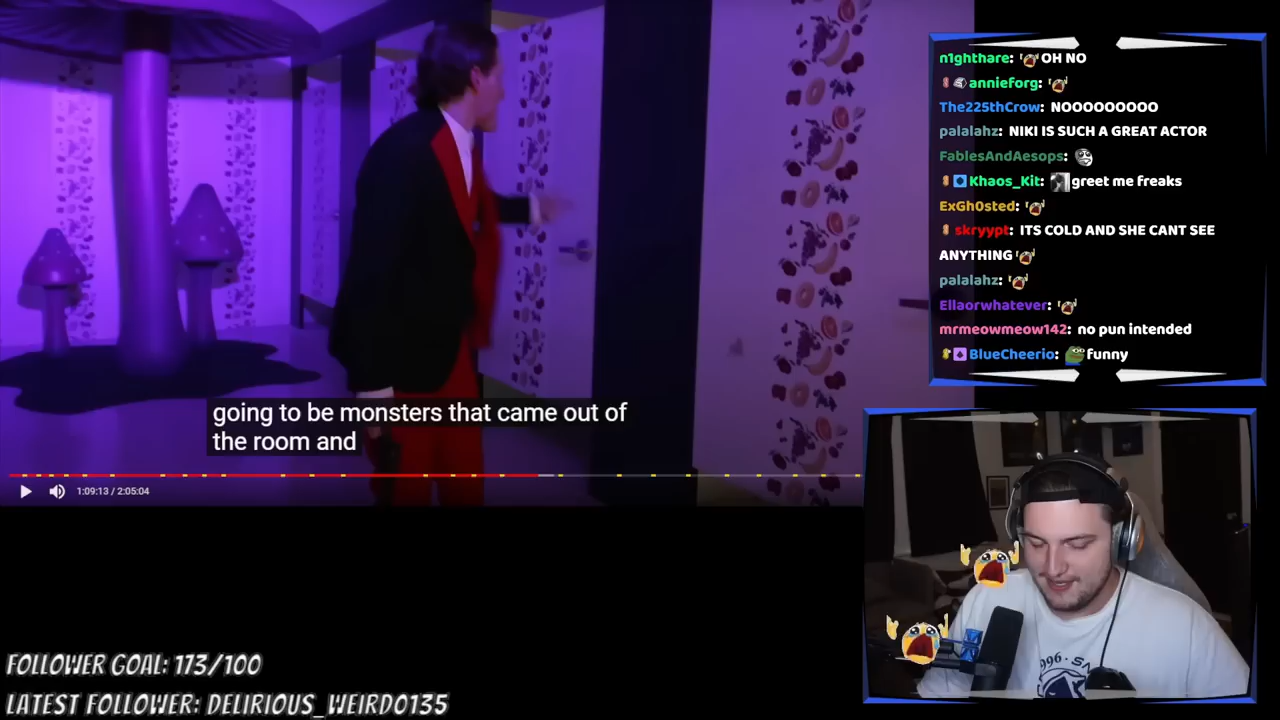 n1ghthare: OH NO
annieforg:
The225thCrow: NOOOOOOOOO
palalahz: NIKI IS SUCH A GREAT ACTOR
FablesAndAesops:
Khaos_Kit: greet me freaks
ExGh0sted:
skryypt: ITS COLD AND SHE CANT SEE
ANYTHING
palalahz:
Ellaorwhatever:
mrmeowmeow142: no pun intended
BlueCheerio: funny
going to be monsters that came out of
the room and
1:09:13 / 2:05:04
996 · SA
FOLLOWER GOAL: 173/100
LATEST FOLLOWER: DELIRIOUS_WEIRDO135